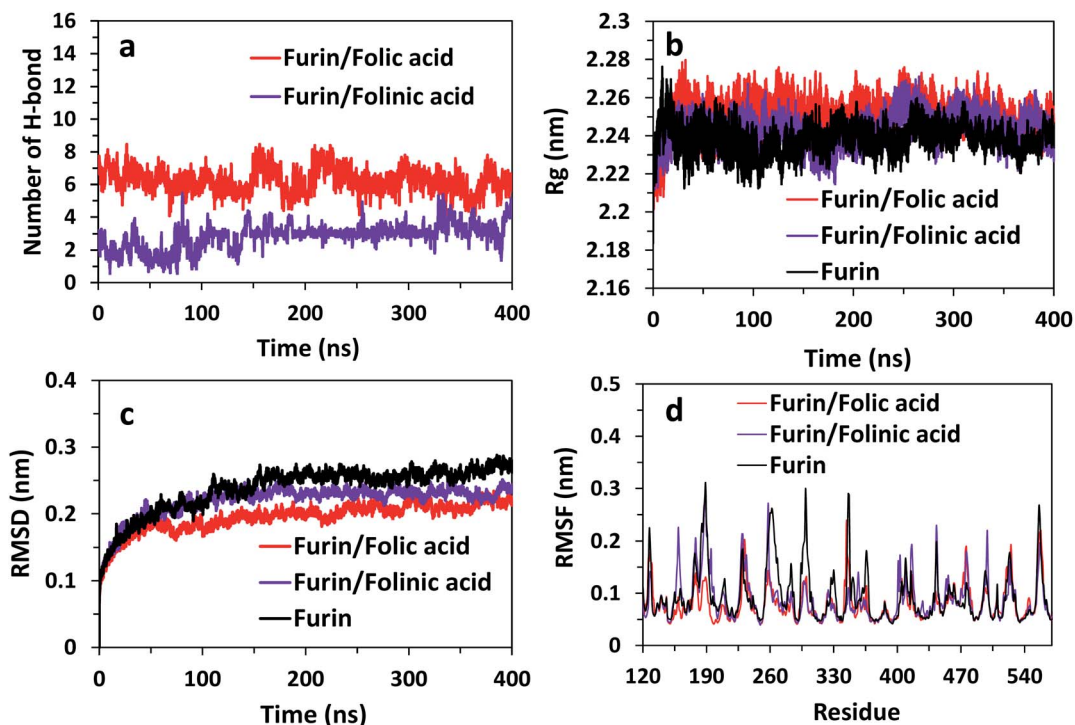 a
16
14
12
10
8
6
4
2
0
Number of H-bond
Furin/Folic acid
Furin/Folinic acid
0 100 200 300 400
Time (ns)
b
2.28
2.26
2.24
2.22
2.2
2.18
2.16
Rg (nm)
Furin/Folic acid
Furin/Folinic acid
Furin
0 100 200 300 400
Time (ns)
c
0.4
0.3
0.2
0.1
0
RMSD (nm)
Furin/Folic acid
Furin/Folinic acid
Furin
0 100 200 300 400
Time (ns)
d
0.5
0.4
0.3
0.2
0.1
0
RMSF (nm)
Furin/Folic acid
Furin/Folinic acid
Furin
120 190 260 330 400 470 540
Residue